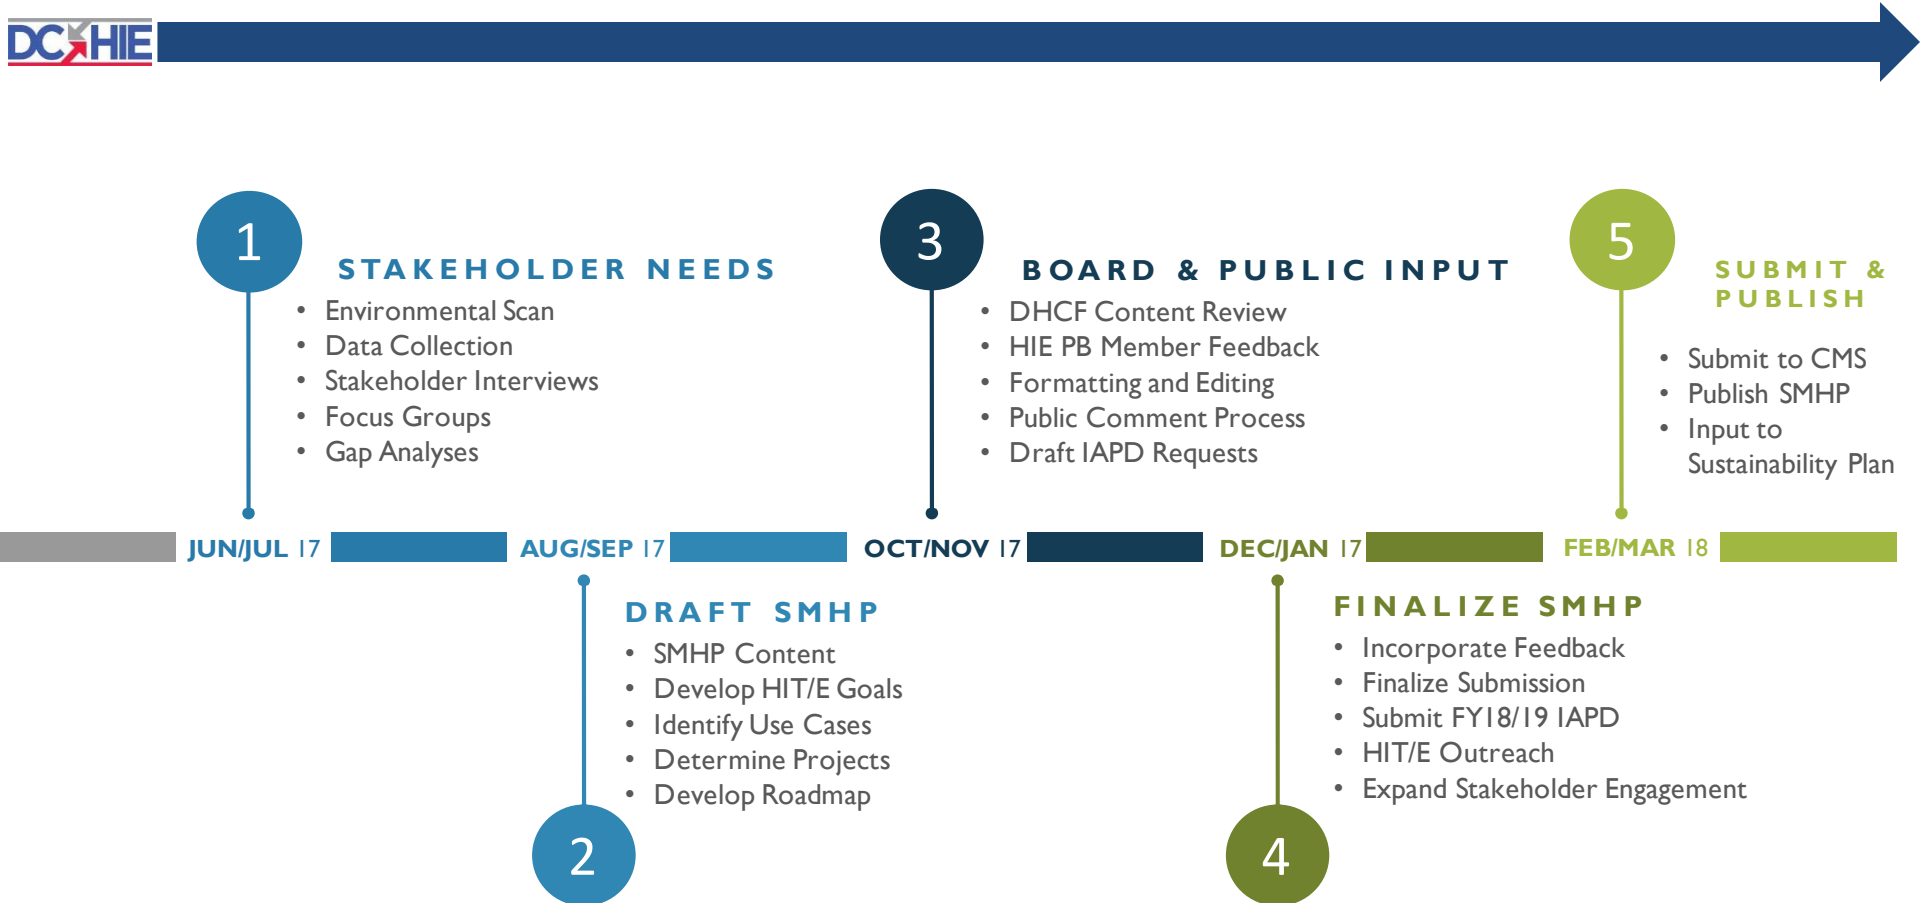 DC HIE
1
STAKEHOLDER NEEDS
• Environmental Scan
• Data Collection
• Stakeholder Interviews
• Focus Groups
• Gap Analyses
3
BOARD & PUBLIC INPUT
• DHCF Content Review
• HIE PB Member Feedback
• Formatting and Editing
• Public Comment Process
• Draft IAPD Requests
5
SUBMIT &
PUBLISH
• Submit to CMS
• Publish SMHP
• Input to
Sustainability Plan
JUN/JUL 17
AUG/SEP 17
OCT/NOV 17
DEC/JAN 17
FEB/MAR 18
DRAFT SMHP
• SMHP Content
• Develop HIT/E Goals
• Identify Use Cases
• Determine Projects
• Develop Roadmap
2
FINALIZE SMHP
• Incorporate Feedback
• Finalize Submission
• Submit FY18/19 IAPD
• HIT/E Outreach
• Expand Stakeholder Engagement
4